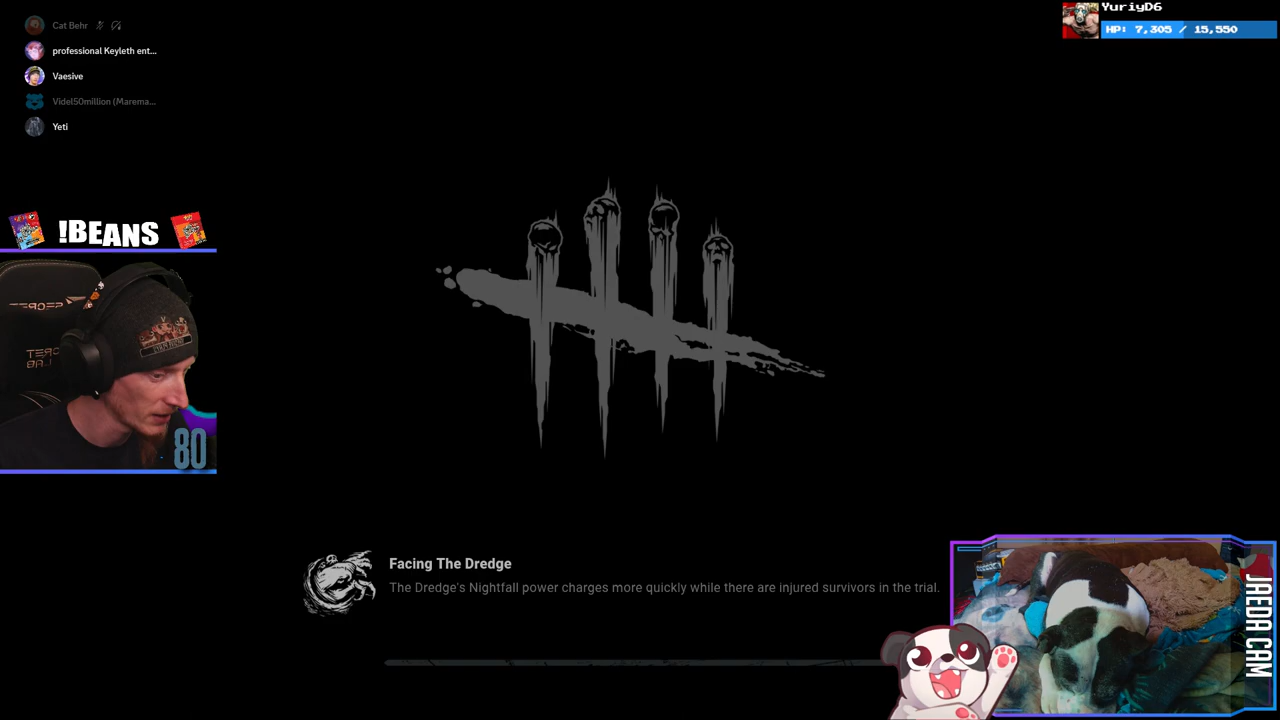 Cat Behr
professional Keyleth ent...
Vaesive
Videl50million (Marema...
Yeti
YuriyD6
HP: 7,305 / 15,550
!BEANS
80
Facing The Dredge
The Dredge's Nightfall power charges more quickly while there are injured survivors in the trial.
JAEDA CAM